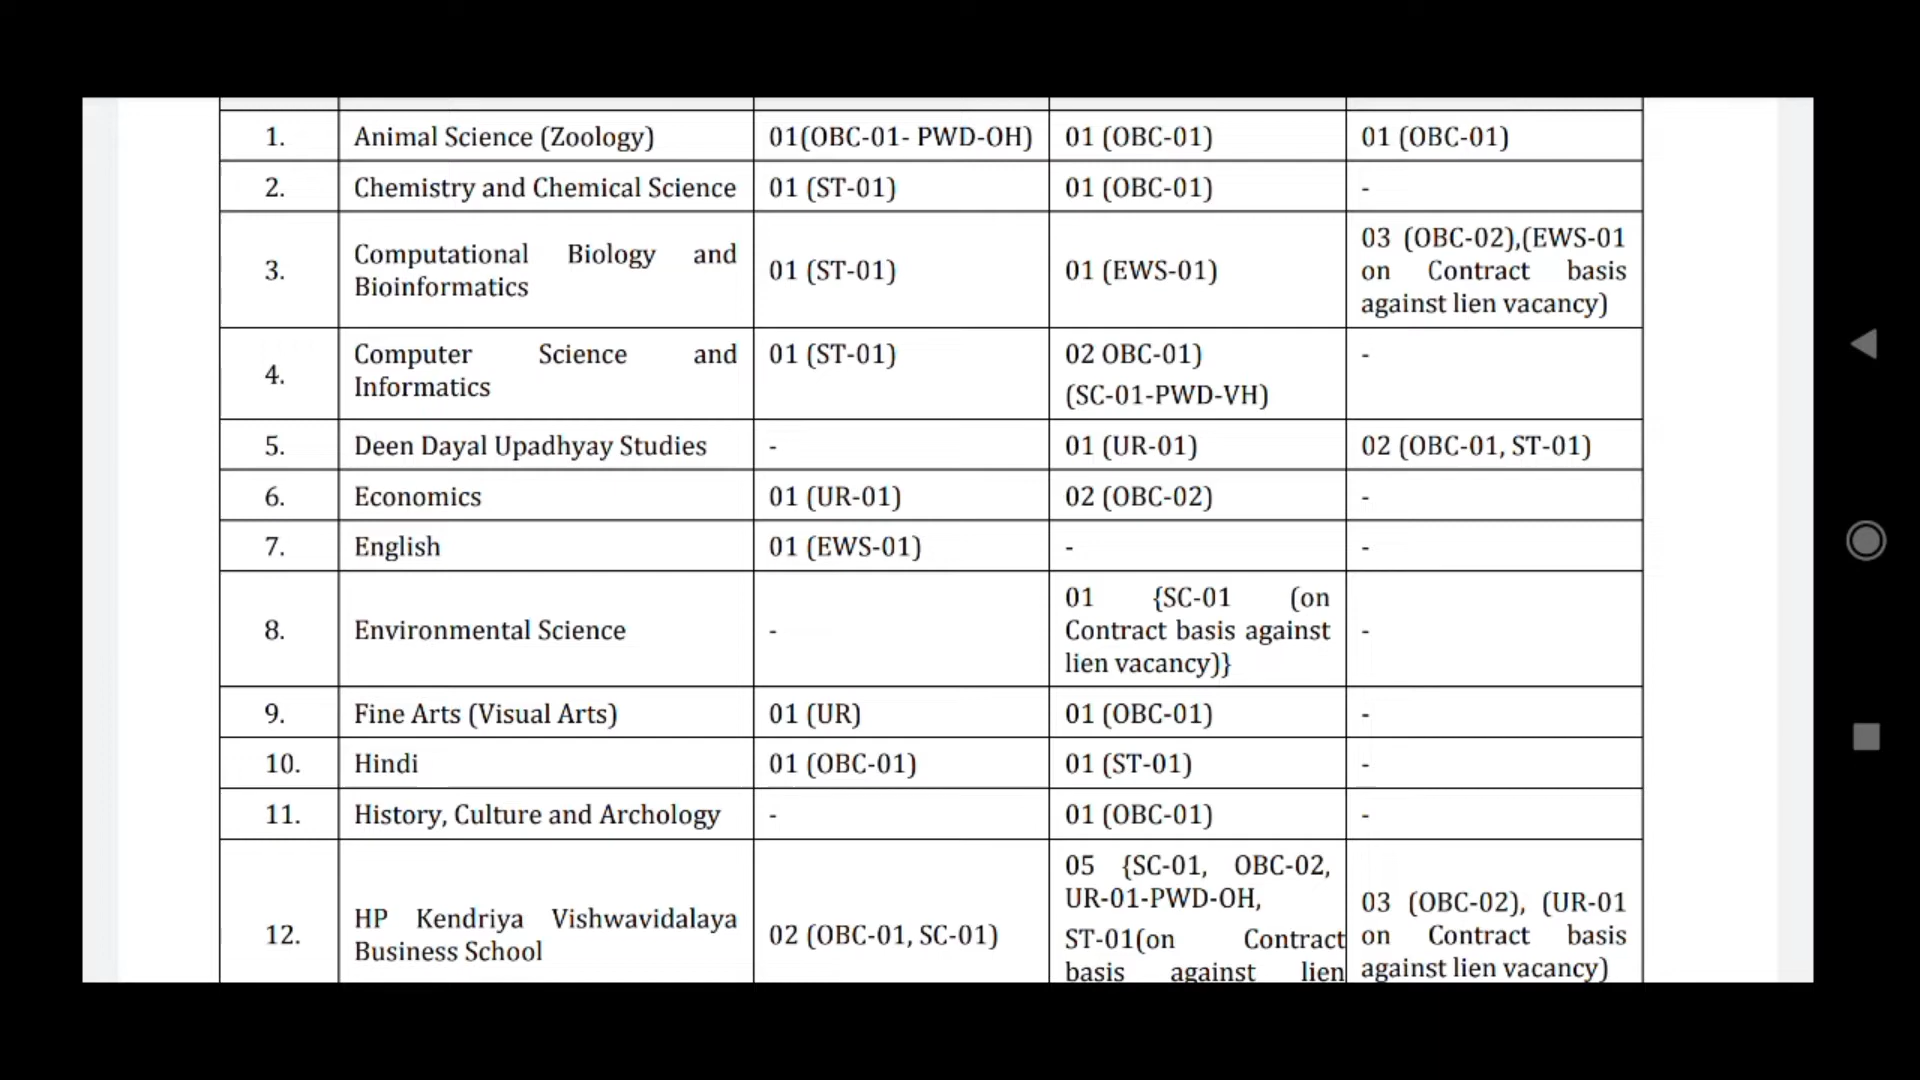 1. Animal Science (Zoology) 01(OBC-01- PWD-OH) 01 (OBC-01) 01 (OBC-01)
2. Chemistry and Chemical Science 01 (ST-01) 01 (OBC-01) -
3. Computational Biology and
Bioinformatics
01 (ST-01) 01 (EWS-01)
03 (OBC-02),(EWS-01
on Contract basis
against lien vacancy)
4. Computer Science and
Informatics
01 (ST-01)
02 OBC-01)
(SC-01-PWD-VH)
-
5. Deen Dayal Upadhyay Studies - 01 (UR-01) 02 (OBC-01, ST-01)
6. Economics 01 (UR-01) 02 (OBC-02) -
7. English 01 (EWS-01) - -
8. Environmental Science -
01 {SC-01 (on
Contract basis against
lien vacancy)}
-
9. Fine Arts (Visual Arts) 01 (UR) 01 (OBC-01) -
10. Hindi 01 (OBC-01) 01 (ST-01) -
11. History, Culture and Archology - 01 (OBC-01) -
12. HP Kendriya Vishwavidalaya
Business School
02 (OBC-01, SC-01)
05 {SC-01, OBC-02,
UR-01-PWD-OH,
ST-01(on Contract
basis against lien
03 (OBC-02), (UR-01
on Contract basis
against lien vacancy)